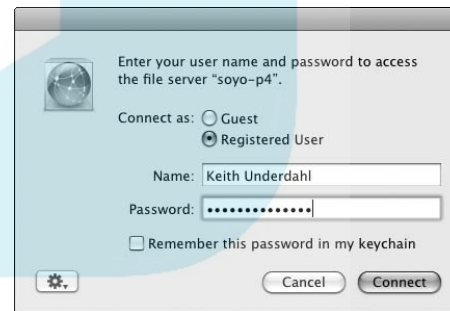 Enter your user name and password to access
the file server “soyo-p4”.
Connect as: Guest
Registered User
Name: Keith Underdahl
Password: ••••••••••••••
Remember this password in my keychain
Cancel Connect